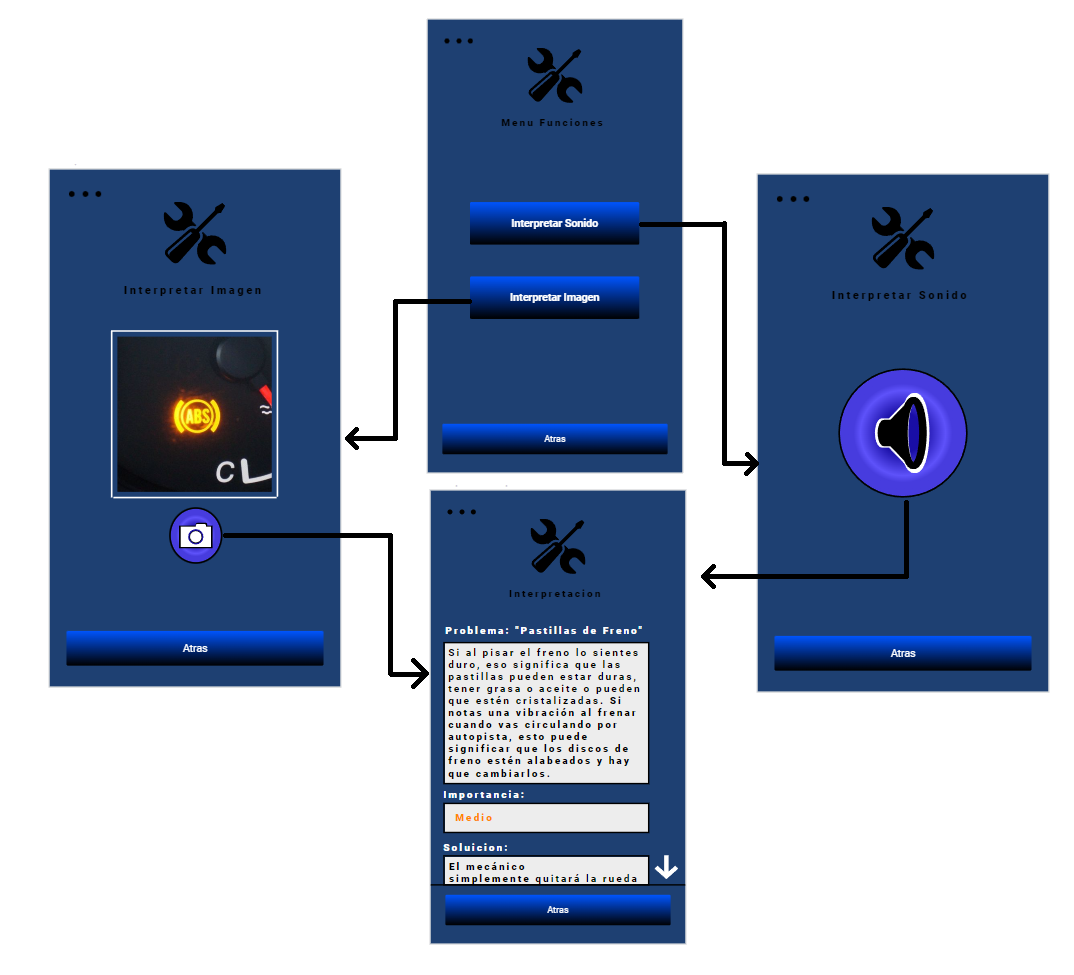 Menu Funciones
Interpretar Sonido
Interpretar Imagen
Atras
Interpretar Imagen
ABS
C
Atras
Interpretar Sonido
Atras
Interpretacion
Problema: "Pastillas de Freno"
Si al pisar el freno lo sientes
duro, eso significa que las
pastillas pueden estar duras,
tener grasa o aceite o pueden
que estén cristalizadas. Si
notas una vibración al frenar
cuando vas circulando por
autopista, esto puede
significar que los discos de
freno estén alabeados y hay
que cambiarlos.
Importancia:
Medio
Soluicion:
El mecánico
simplemente quitará la rueda
Atras